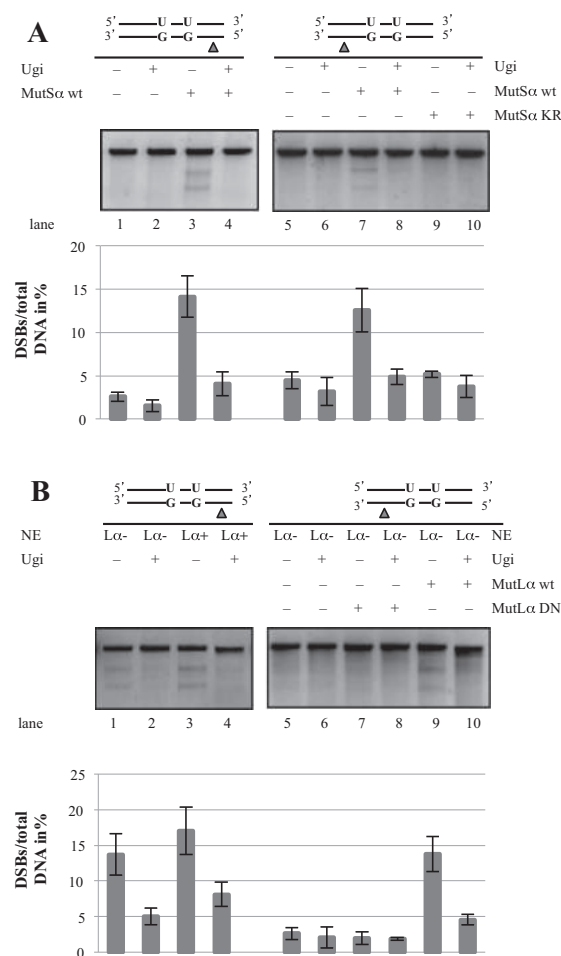 A
5′ U U 3′ 5′ U U 3′
3′ G G 5′ 3′ G G 5′
Ugi – + – + – + – + – + Ugi
MutSα wt – – + + – – + + MutSα wt
– – – – + + MutSα KR
lane 1 2 3 4 5 6 7 8 9 10
DSBs/total
DNA in %
20
15
10
5
0
B
5′ U U 3′ 5′ U U 3′
3′ G G 5′ 3′ G G 5′
NE Lα- Lα- Lα+ Lα+ Lα- Lα- Lα- Lα- Lα- Lα- NE
Ugi – + – + – + – + – + Ugi
– – – – + + MutLα wt
– – + + – – MutLα DN
lane 1 2 3 4 5 6 7 8 9 10
DSBs/total
DNA in %
25
20
15
10
5
0